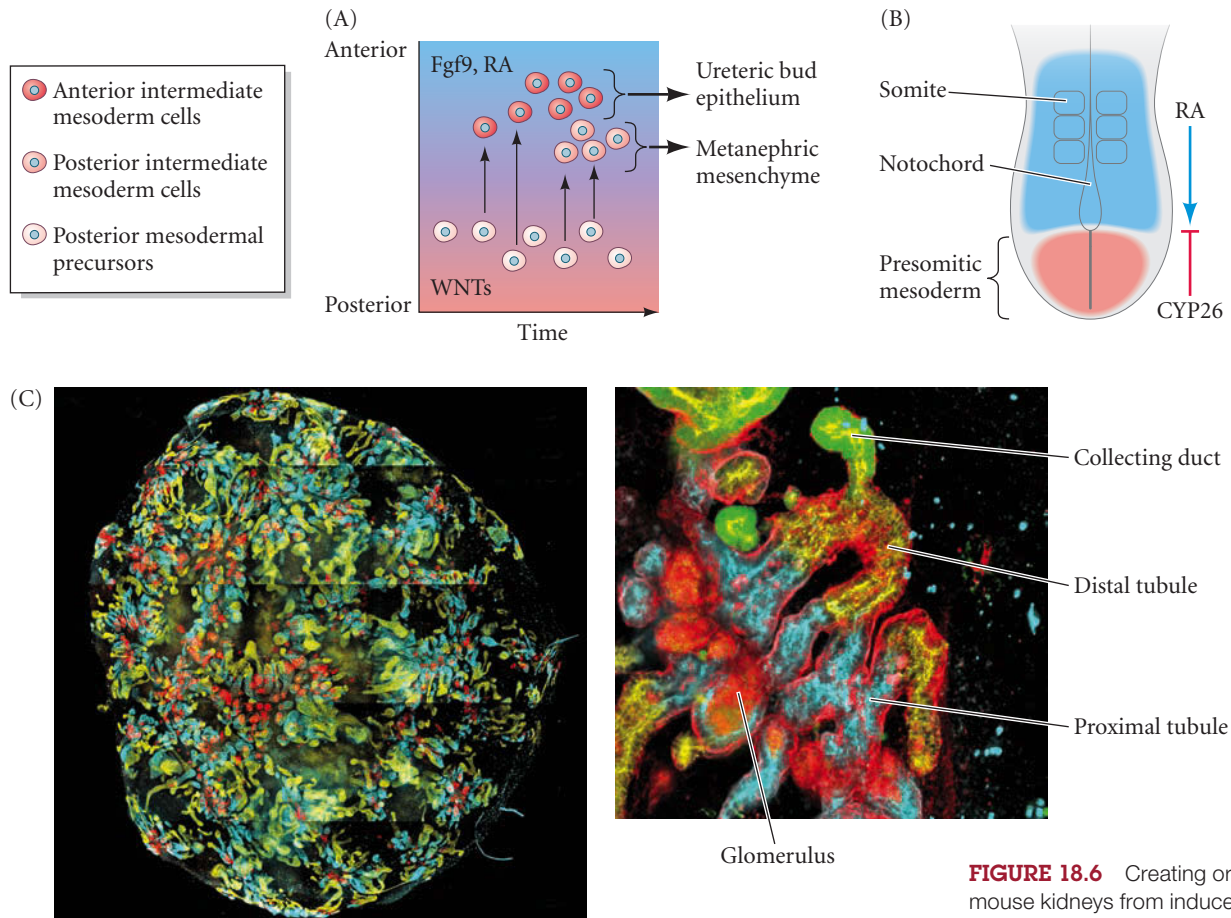 Anterior intermediate
mesoderm cells
Posterior intermediate
mesoderm cells
Posterior mesodermal
precursors
(A)
Anterior
Fgf9, RA
WNTs
Posterior
Time
Ureteric bud
epithelium
Metanephric
mesenchyme
(B)
Somite
Notochord
Presomitic
mesoderm
RA
CYP26
(C)
Collecting duct
Distal tubule
Proximal tubule
Glomerulus
FIGURE 18.6 Creating or
mouse kidneys from induce